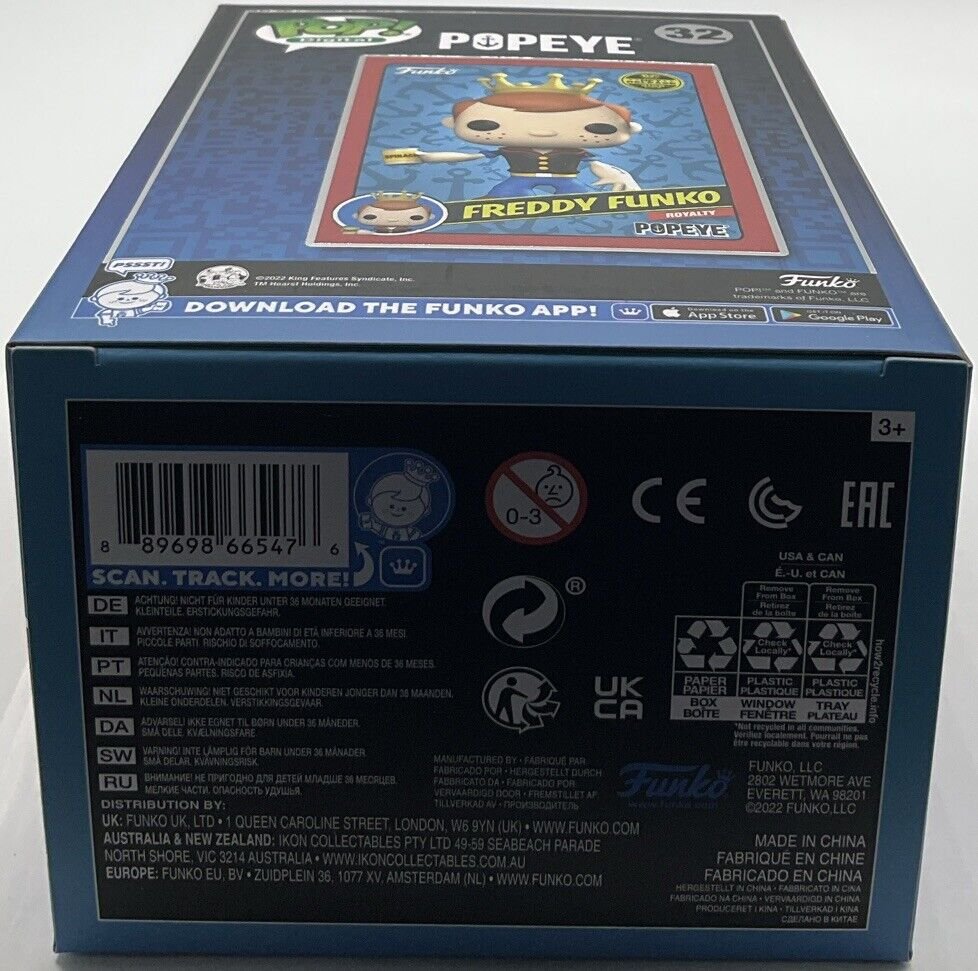 POP!
Digital
POPEYE
32
Funko
SPINACH
FREDDY FUNKO
ROYALTY
POPEYE
PSSST!
©2022 King Features Syndicate, Inc.
TM Hearst Holdings, Inc.
Funko
POP!™ and FUNKO™ are
trademarks of Funko, LLC
DOWNLOAD THE FUNKO APP!
Download on the
App Store
GET IT ON
Google Play
3+
8 89698 66547 6
SCAN. TRACK. MORE!
0-3
CE
EAC
USA & CAN
É.-U. et CAN
Remove From Box
Retirez de la boîte
Remove From Box
Retirez de la boîte
Check Locally*
Check Locally*
PAPER PAPIER
PLASTIC PLASTIQUE
PLASTIC PLASTIQUE
BOX BOÎTE
WINDOW FENÊTRE
TRAY PLATEAU
*Not recycled in all communities.
Vérifiez localement. Pourrait ne pas
être recyclable dans votre région.
how2recycle.info
®
UK
CA
DE ACHTUNG! NICHT FÜR KINDER UNTER 36 MONATEN GEEIGNET.
KLEINTEILE. ERSTICKUNGSGEFAHR.
IT AVVERTENZA! NON ADATTO A BAMBINI DI ETÀ INFERIORE A 36 MESI
PICCOLE PARTI. RISCHIO DI SOFFOCAMENTO.
PT ATENCÃO! CONTRA-INDICADO PARA CRIANÇAS COM MENOS DE 36 MESES.
PEQUENAS PARTES. RISCO DE ASFIXIA.
NL WAARSCHUWING! NIET GESCHIKT VOOR KINDEREN JONGER DAN 36 MAANDEN.
KLEINE ONDERDELEN. VERSTIKKINGSGEVAAR.
DA ADVARSEL! IKKE EGNET TIL BØRN UNDER 36 MÅNEDER.
SMÅ DELE. KVÆLNINGSFARE
SW VARNING! INTE LÄMPLIG FÖR BARN UNDER 36 MÅNADER.
SMÅ DELAR. KVÄVNINGSRISK.
RU ВНИМАНИЕ! НЕ ПРИГОДНО ДЛЯ ДЕТЕЙ МЛАДШЕ 36 МЕСЯЦЕВ.
МЕЛКИЕ ЧАСТИ. ОПАСНОСТЬ УДУШЬЯ.
MANUFACTURED BY • FABRIQUÉ PAR
FABRICADO POR • HERGESTELLT DURCH
FABBRICATO DA • FABRICADO POR
VERVAARDIGD DOOR • FREMSTILLET AF
TILLVERKAD AV • ПРОИЗВОДИТЕЛЬ
Funko
www.funko.com
FUNKO, LLC
2802 WETMORE AVE
EVERETT, WA 98201
©2022 FUNKO, LLC
DISTRIBUTION BY:
UK: FUNKO UK, LTD • 1 QUEEN CAROLINE STREET, LONDON, W6 9YN (UK) • WWW.FUNKO.COM
AUSTRALIA & NEW ZEALAND: IKON COLLECTABLES PTY LTD 49-59 SEABEACH PARADE
NORTH SHORE, VIC 3214 AUSTRALIA • WWW.IKONCOLLECTABLES.COM.AU
EUROPE: FUNKO EU, BV • ZUIDPLEIN 36, 1077 XV, AMSTERDAM (NL) • WWW.FUNKO.COM
MADE IN CHINA
FABRIQUÉ EN CHINE
FABRICADO EN CHINA
HERGESTELLT IN CHINA • FABBRICATO IN CINA
FABRICADO NA CHINA • VERVAARDIGD IN CHINA
PRODUCERET I KINA • TILLVERKAD I KINA
СДЕЛАНО В КИТАЕ